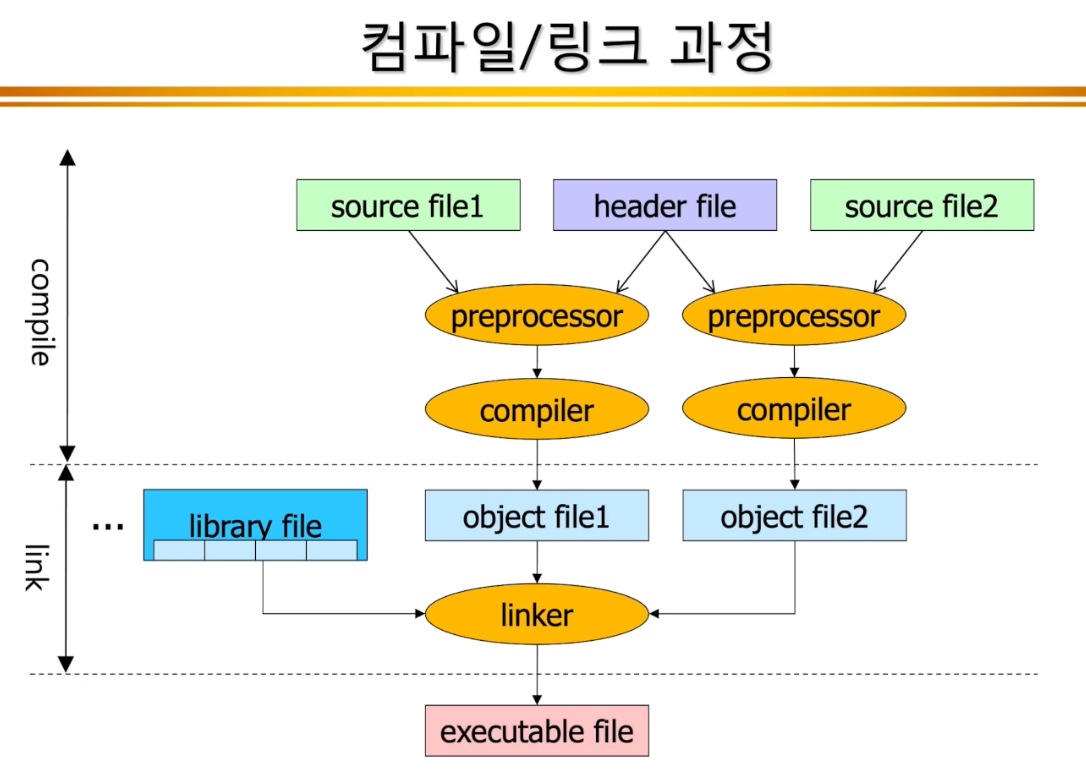 컴파일/링크 과정
compile
source file1
header file
source file2
preprocessor
preprocessor
compiler
compiler
link
...
library file
object file1
object file2
linker
executable file